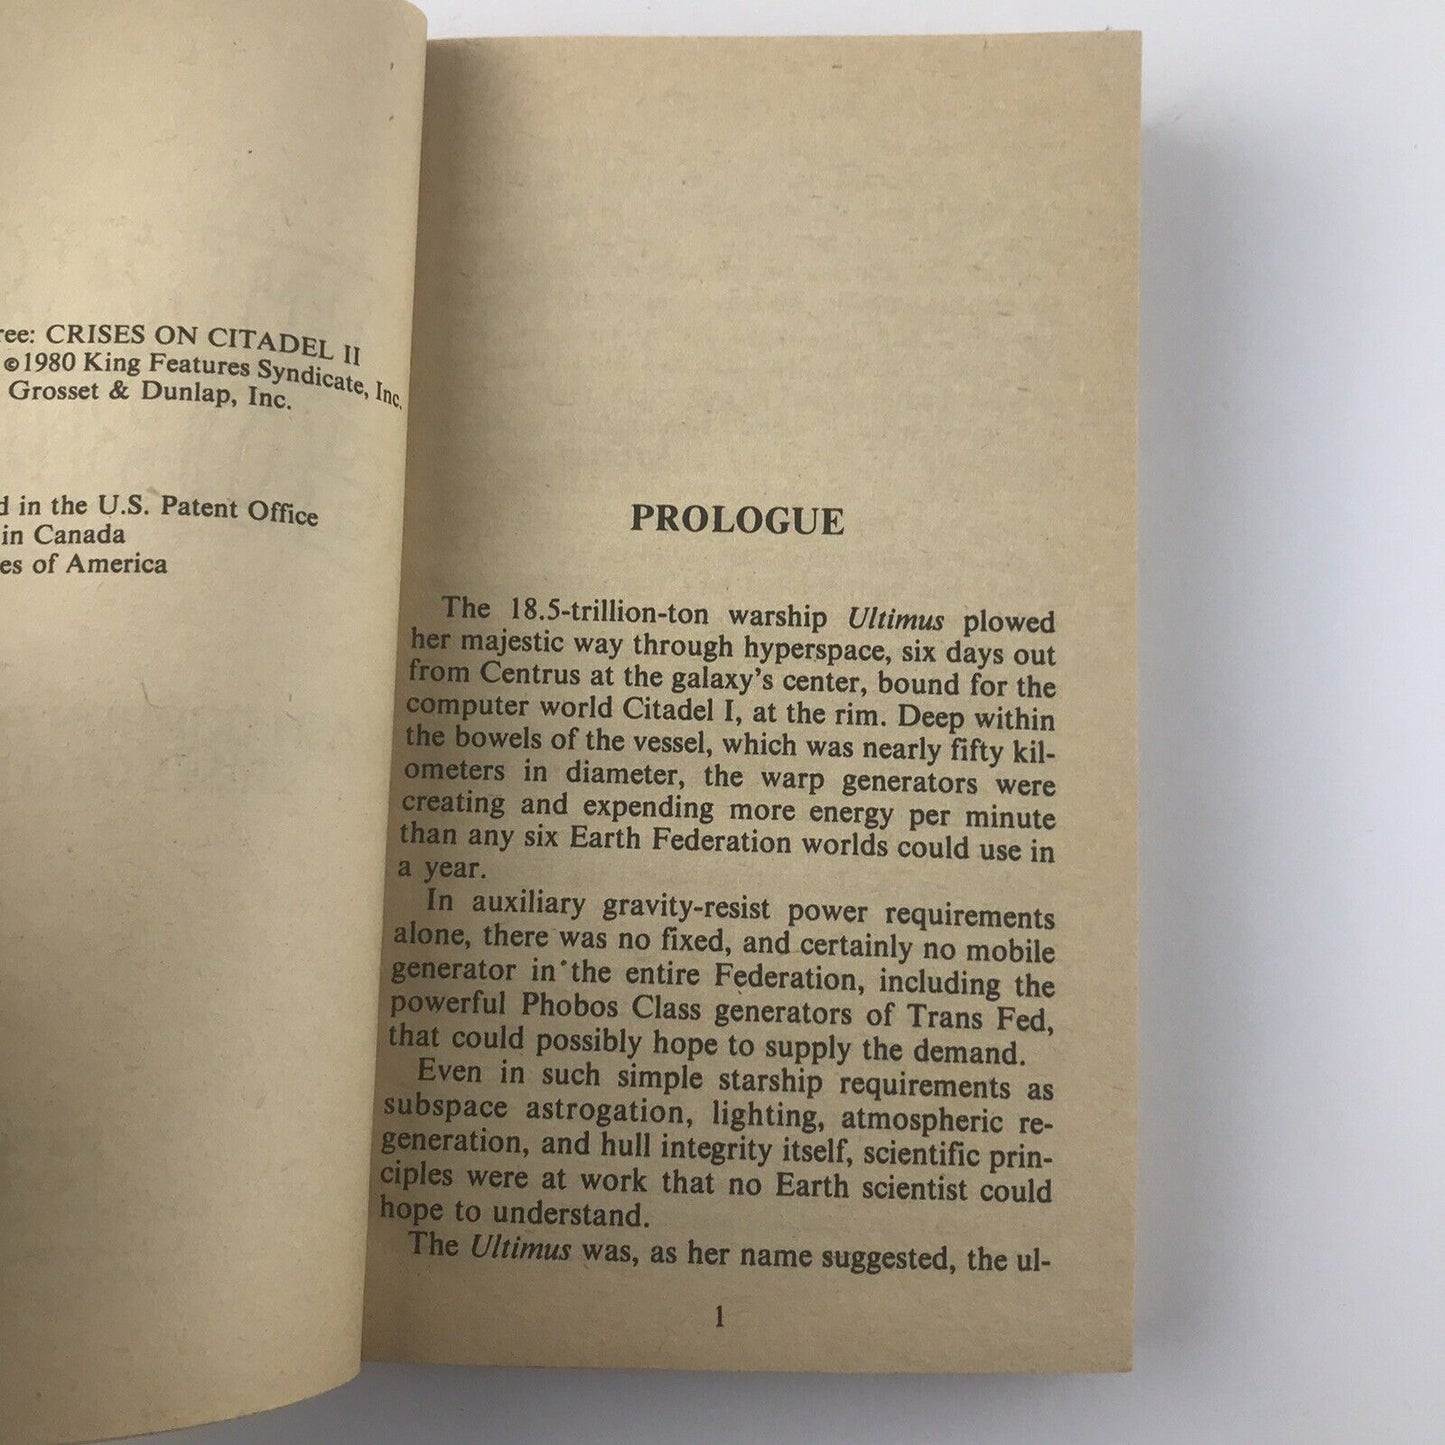 CRISES ON CITADEL II
©1980 King Features Syndicate, Inc.
Grosset & Dunlap, Inc.
in the U.S. Patent Office
in Canada
of America
PROLOGUE
The 18.5-trillion-ton warship Ultimus plowed
her majestic way through hyperspace, six days out
from Centrus at the galaxy's center, bound for the
computer world Citadel I, at the rim. Deep within
the bowels of the vessel, which was nearly fifty kil-
ometers in diameter, the warp generators were
creating and expending more energy per minute
than any six Earth Federation worlds could use in
a year.
In auxiliary gravity-resist power requirements
alone, there was no fixed, and certainly no mobile
generator in the entire Federation, including the
powerful Phobos Class generators of Trans Fed,
that could possibly hope to supply the demand.
Even in such simple starship requirements as
subspace astrogation, lighting, atmospheric re-
generation, and hull integrity itself, scientific prin-
ciples were at work that no Earth scientist could
hope to understand.
The Ultimus was, as her name suggested, the ul-
1